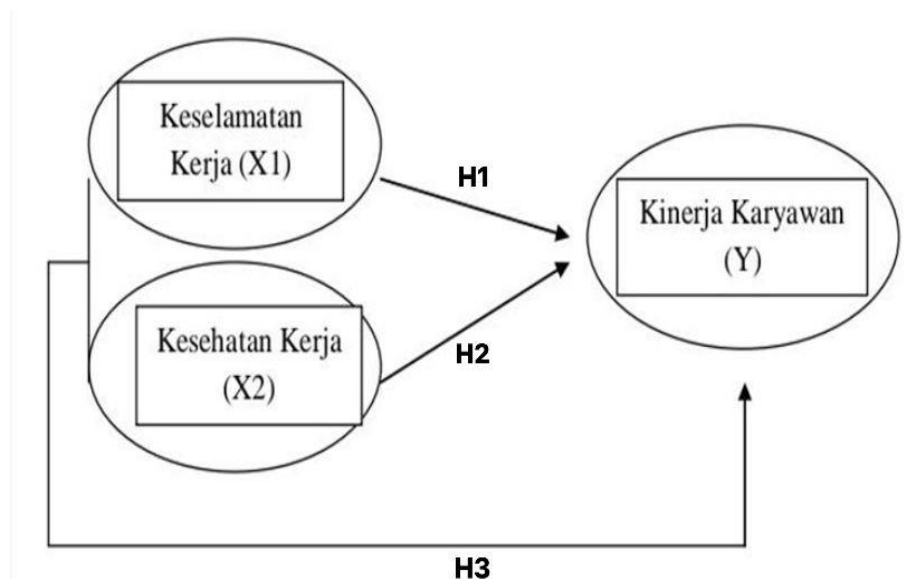 Keselamatan
Kerja (X1)
H1
Kinerja Karyawan
(Y)
Kesehatan Kerja
(X2)
H2
H3